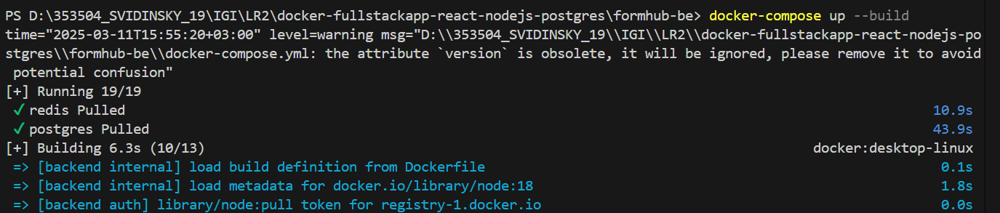 PS D:\353504_SVIDINSKY_19\IGI\LR2\docker-fullstackapp-react-nodejs-postgres\formhub-be> docker-compose up --build
time="2025-03-11T15:55:20+03:00" level=warning msg="D:\\353504_SVIDINSKY_19\\IGI\\LR2\\docker-fullstackapp-react-nodejs-po
stgres\\formhub-be\\docker-compose.yml: the attribute `version` is obsolete, it will be ignored, please remove it to avoid
 potential confusion"
[+] Running 19/19
 ✓ redis Pulled 10.9s
 ✓ postgres Pulled 43.9s
[+] Building 6.3s (10/13) docker:desktop-linux
 => [backend internal] load build definition from Dockerfile 0.1s
 => [backend internal] load metadata for docker.io/library/node:18 1.8s
 => [backend auth] library/node:pull token for registry-1.docker.io 0.0s